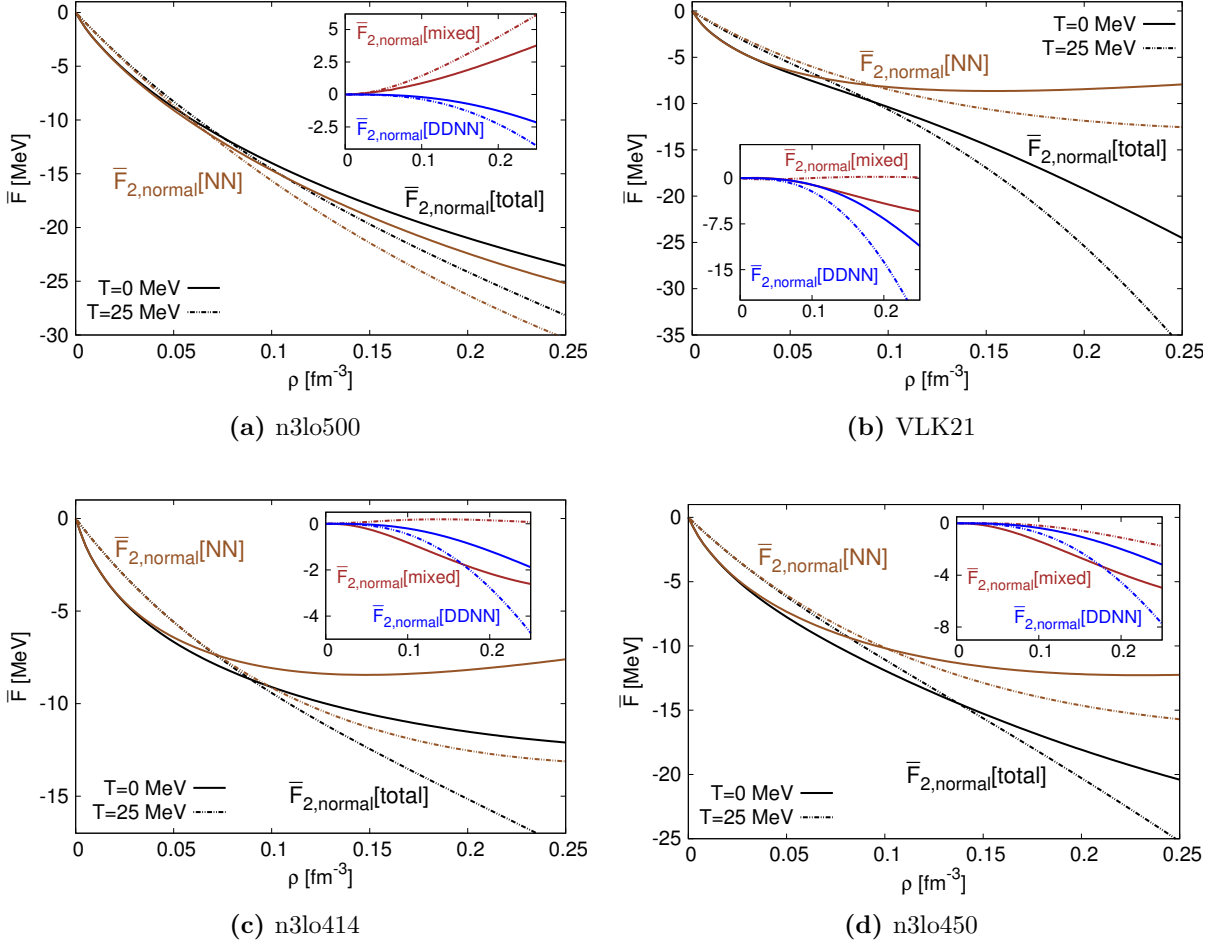 0
-5
-10
-15
-20
-25
-30
F̅ [MeV]
0 0.05 0.1 0.15 0.2 0.25
ρ [fm⁻³]
F̅₂,normal[NN]
F̅₂,normal[total]
T=0 MeV
T=25 MeV
5
2.5
0
-2.5
0 0.1 0.2
F̅₂,normal[mixed]
F̅₂,normal[DDNN]
(a) n3lo500
0
-5
-10
-15
-20
-25
-30
-35
F̅ [MeV]
0 0.05 0.1 0.15 0.2 0.25
ρ [fm⁻³]
T=0 MeV
T=25 MeV
F̅₂,normal[NN]
F̅₂,normal[total]
0
-7.5
-15
0 0.1 0.2
F̅₂,normal[mixed]
F̅₂,normal[DDNN]
(b) VLK21
0
-5
-10
-15
F̅ [MeV]
0 0.05 0.1 0.15 0.2 0.25
ρ [fm⁻³]
F̅₂,normal[NN]
F̅₂,normal[total]
T=0 MeV
T=25 MeV
0
-2
-4
0 0.1 0.2
F̅₂,normal[mixed]
F̅₂,normal[DDNN]
(c) n3lo414
0
-5
-10
-15
-20
-25
F̅ [MeV]
0 0.05 0.1 0.15 0.2 0.25
ρ [fm⁻³]
F̅₂,normal[NN]
F̅₂,normal[total]
T=0 MeV
T=25 MeV
0
-4
-8
0 0.1 0.2
F̅₂,normal[mixed]
F̅₂,normal[DDNN]
(d) n3lo450